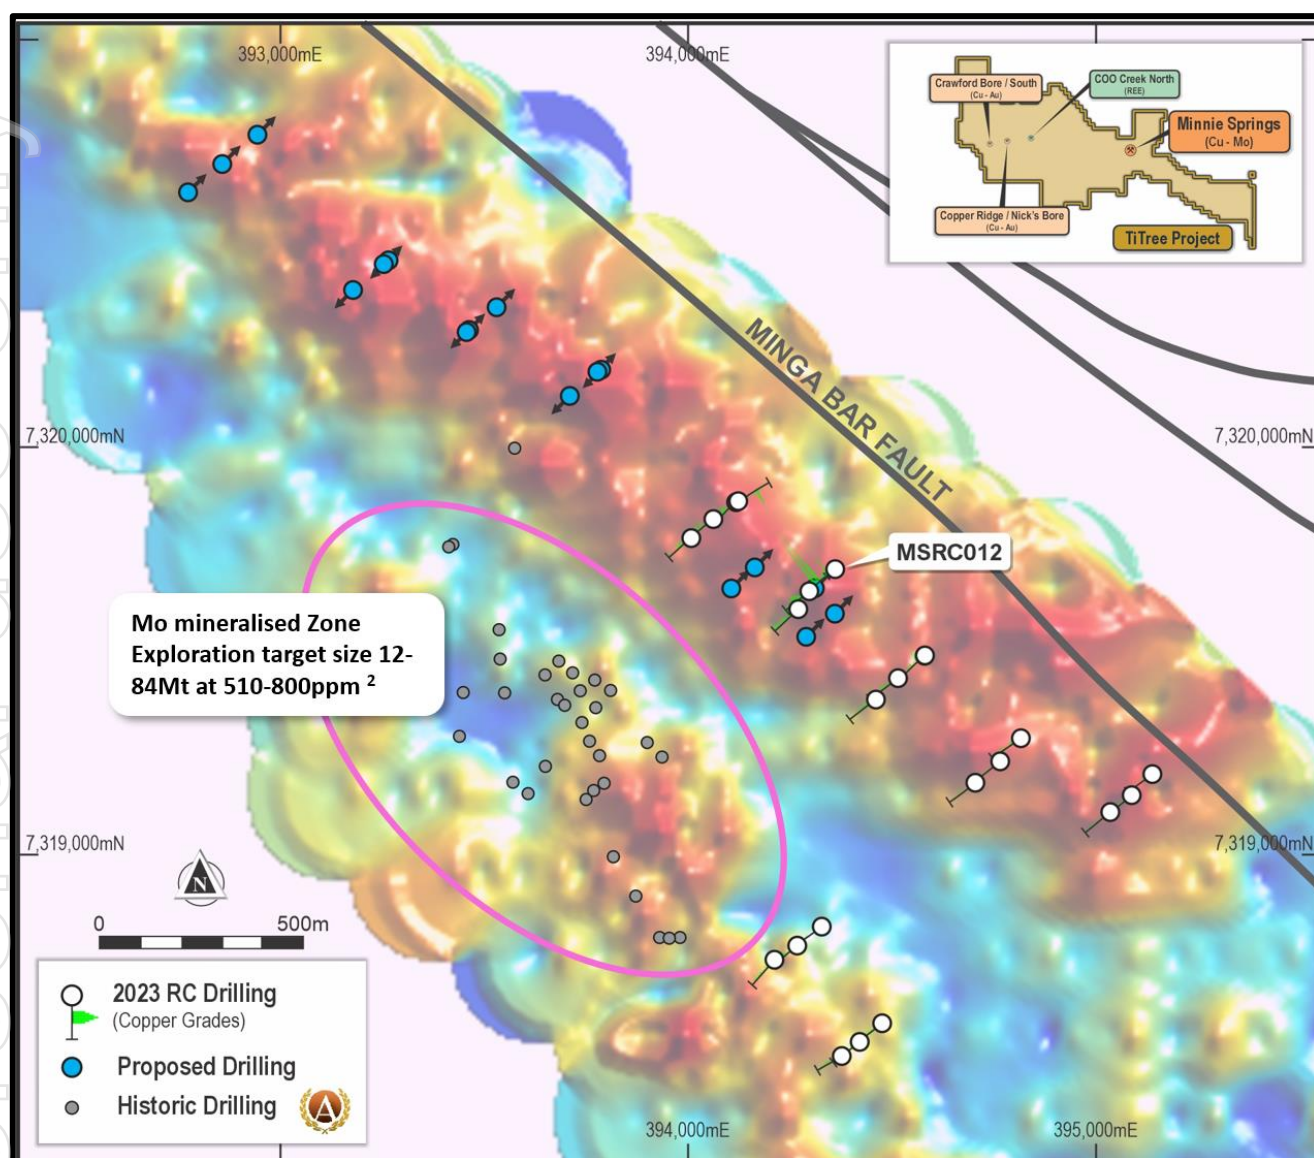 393,000mE
394,000mE
Crawford Bore / South
(Cu - Au)
COO Creek North
(REE)
Minnie Springs
(Cu - Mo)
Copper Ridge / Nick's Bore
(Cu - Au)
TiTree Project
MINGA BAR FAULT
7,320,000mN
7,320,000mN
MSRC012
Mo mineralised Zone
Exploration target size 12-
84Mt at 510-800ppm ²
7,319,000mN
7,319,000mN
N
0 500m
2023 RC Drilling
(Copper Grades)
Proposed Drilling
Historic Drilling
A
394,000mE
395,000mE